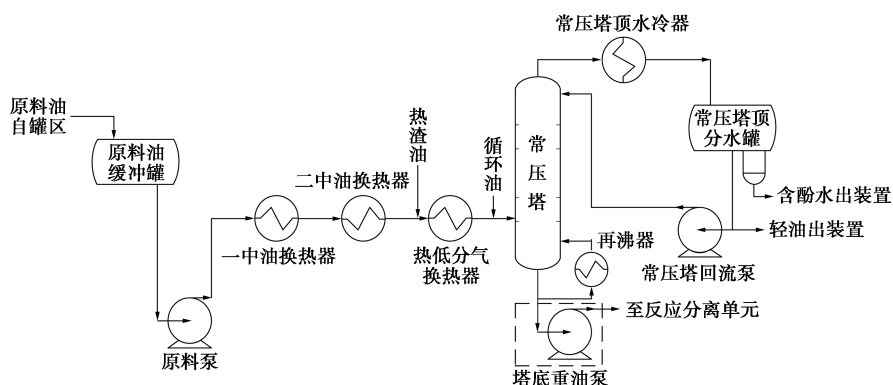 常压塔顶水冷器
原料油
自罐区
原料油
缓冲罐
热
渣
油
循
环
油
常
压
塔
常压塔顶
分水罐
二中油换热器
含酚水出装置
一中油换热器
热低分气
换热器
再沸器
轻油出装置
常压塔回流泵
至反应分离单元
原料泵
塔底重油泵